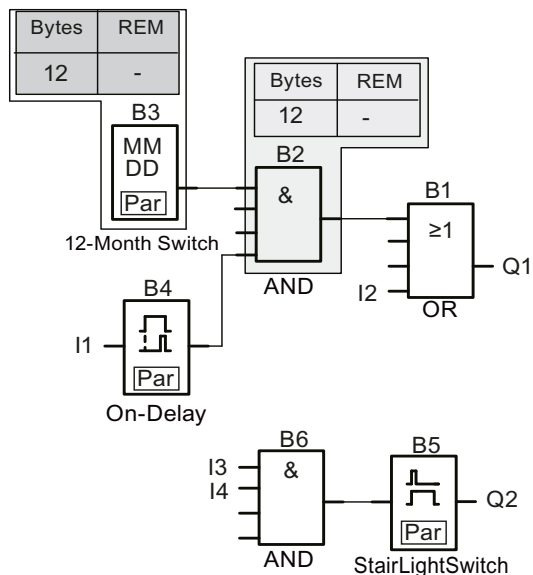 Bytes REM
12 -
B3
MM
DD
Par
12-Month Switch
Bytes REM
12 -
B2
&
AND
B1
≥1
Q1
I2
OR
B4
I1
Par
On-Delay
B6
I3
&
I4
AND
B5
Q2
Par
StairLightSwitch